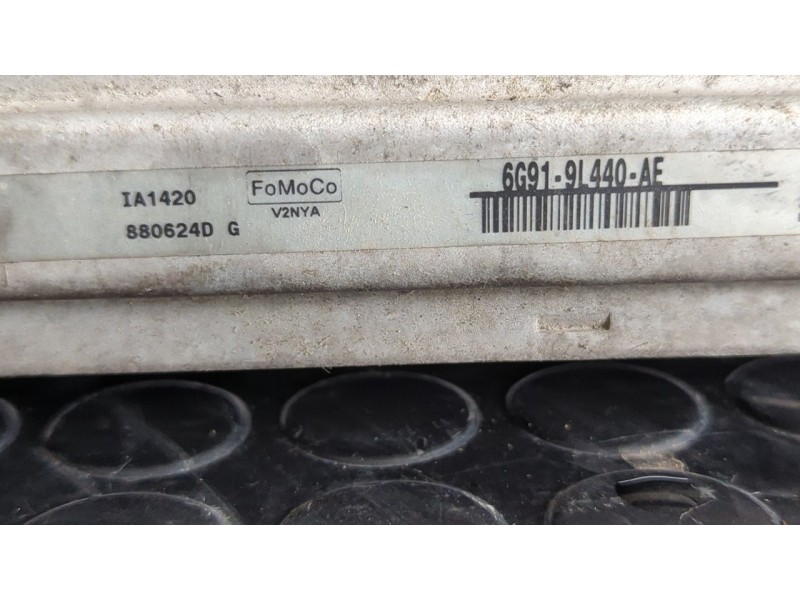 IA1420
880624D G
FoMoCo
V2NYA
6G91-9L440-AE